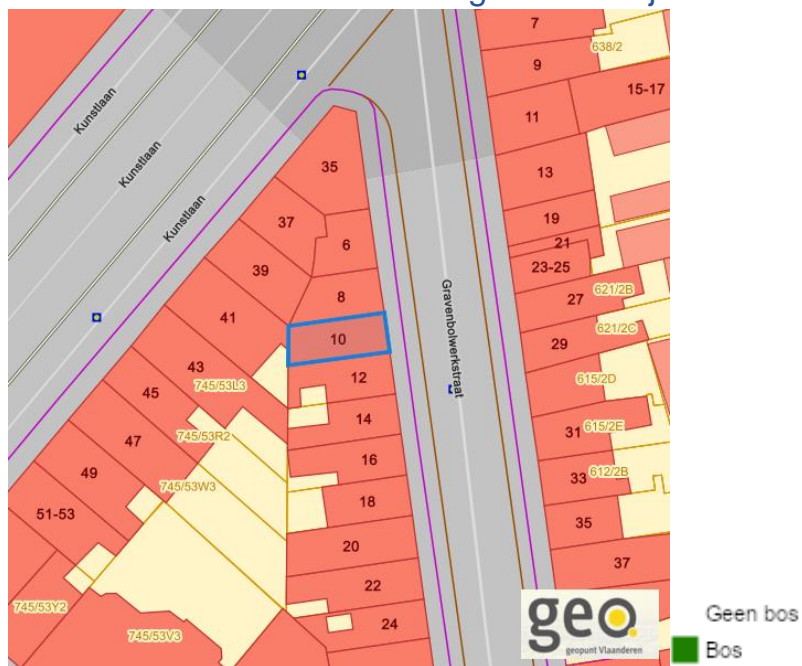 7
638/2
9
15-17
11
Kunstlaan
Kunstlaan
Kunstlaan
35
13
37
19
6
21
39
23-25
8
27
621/2B
41
10
Gravenbolwerkstraat
29
621/2C
43
745/53L3
12
615/2D
45
14
31
615/2E
47
745/53R2
16
49
745/53W3
33
612/2B
18
51-53
35
20
37
22
745/53Y2
745/53V3
24
geo
geopunt Vlaanderen
Geen bos
Bos